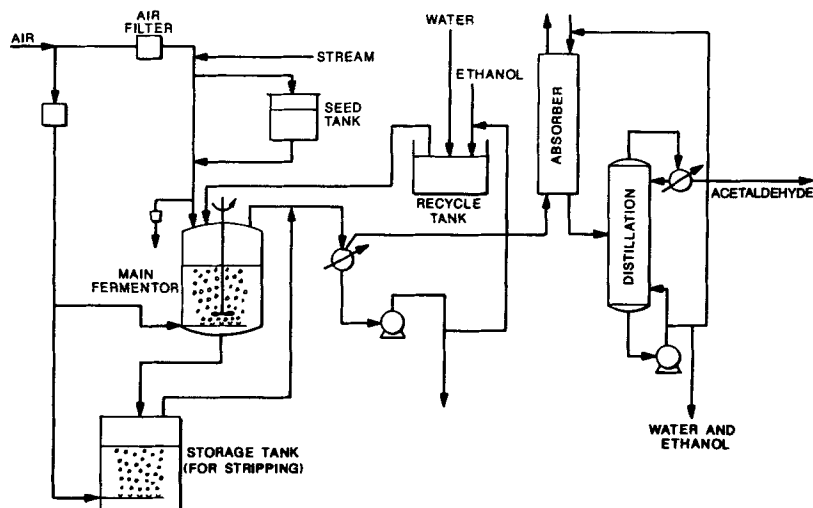 AIR
FILTER
AIR
STREAM
SEED
TANK
WATER
ETHANOL
RECYCLE
TANK
ABSORBER
DISTILLATION
ACETALDEHYDE
MAIN
FERMENTOR
STORAGE TANK
(FOR STRIPPING)
WATER AND
ETHANOL